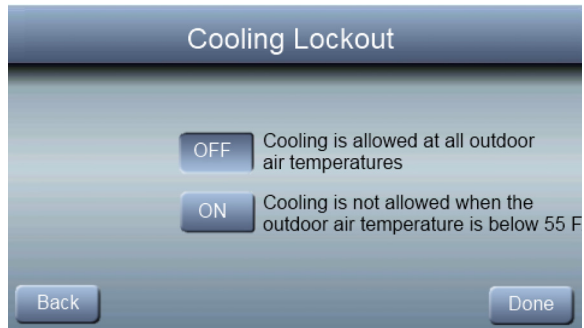 Cooling Lockout
OFF
Cooling is allowed at all outdoor
air temperatures
ON
Cooling is not allowed when the
outdoor air temperature is below 55 F
Back
Done